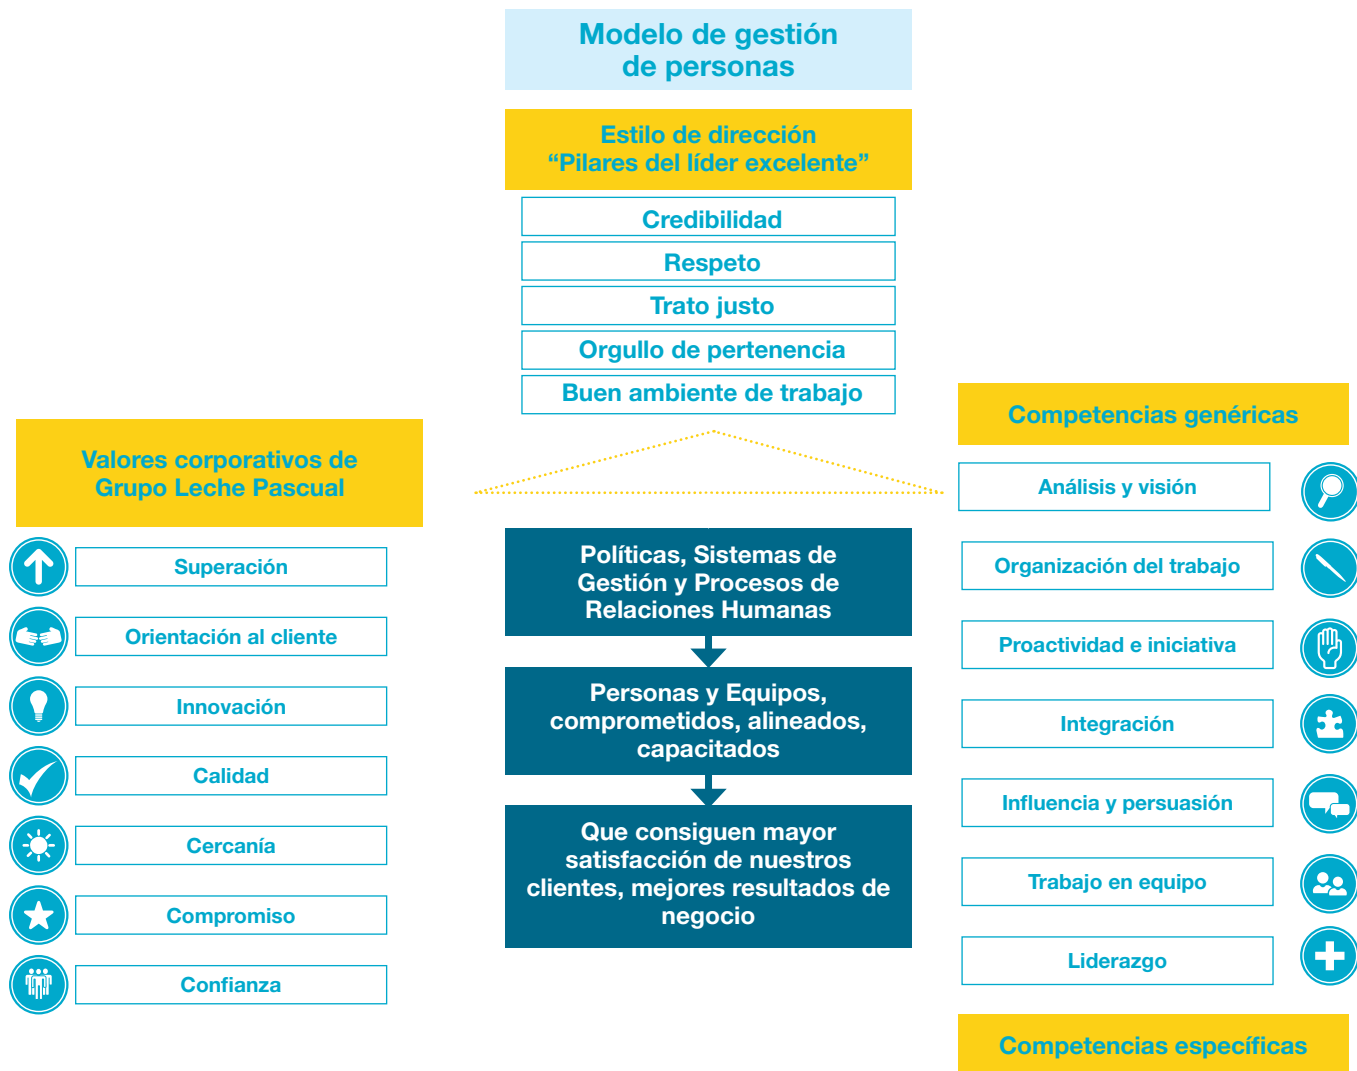 Modelo de gestión
de personas
Estilo de dirección
“Pilares del líder excelente”
Credibilidad
Respeto
Trato justo
Orgullo de pertenencia
Buen ambiente de trabajo
Valores corporativos de
Grupo Leche Pascual
Superación
Orientación al cliente
Innovación
Calidad
Cercanía
Compromiso
Confianza
Políticas, Sistemas de
Gestión y Procesos de
Relaciones Humanas
Personas y Equipos,
comprometidos, alineados,
capacitados
Que consiguen mayor
satisfacción de nuestros
clientes, mejores resultados de
negocio
Competencias genéricas
Análisis y visión
Organización del trabajo
Proactividad e iniciativa
Integración
Influencia y persuasión
Trabajo en equipo
Liderazgo
Competencias específicas